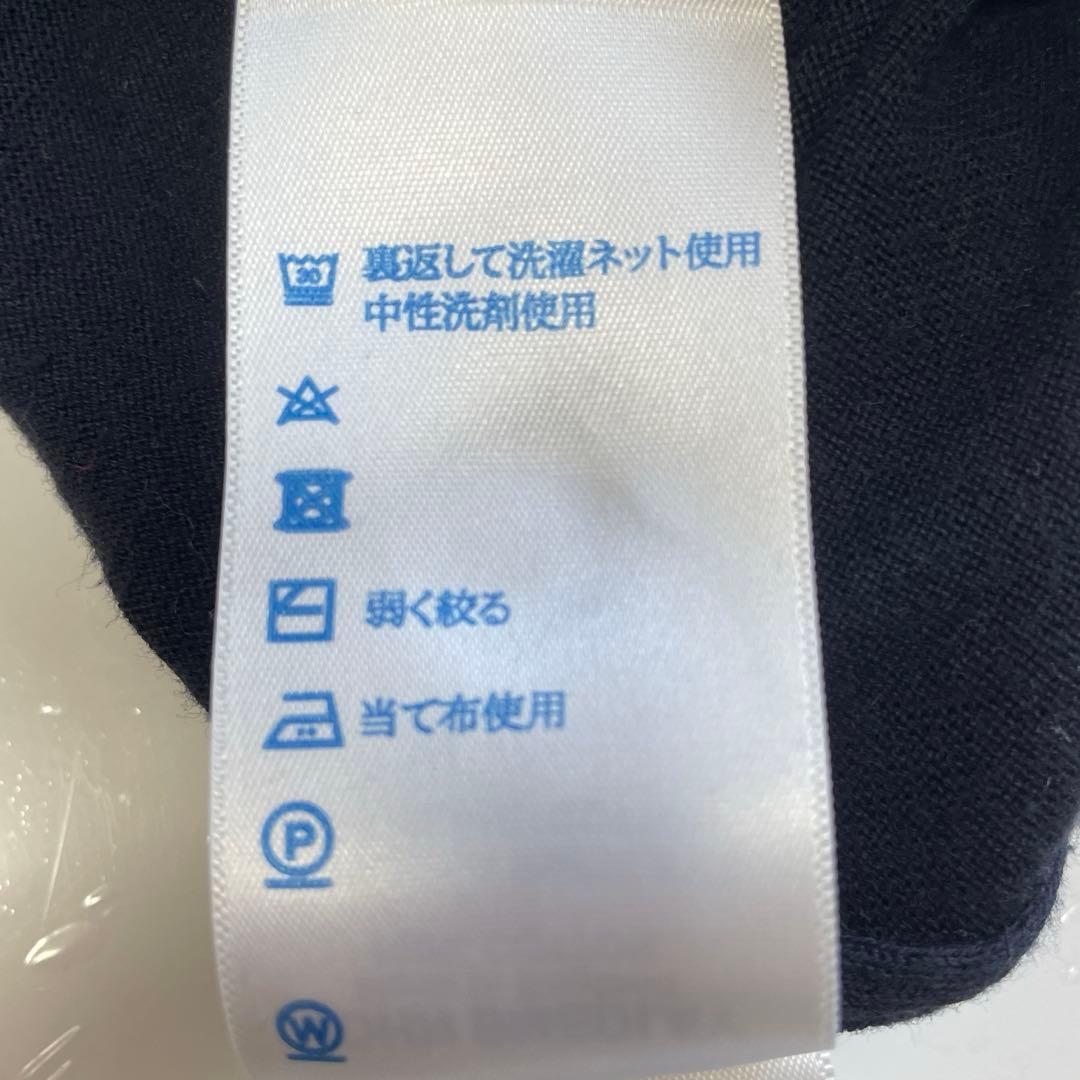 30 裏返して洗濯ネット使用
中性洗剤使用
弱く絞る
当て布使用
P
W